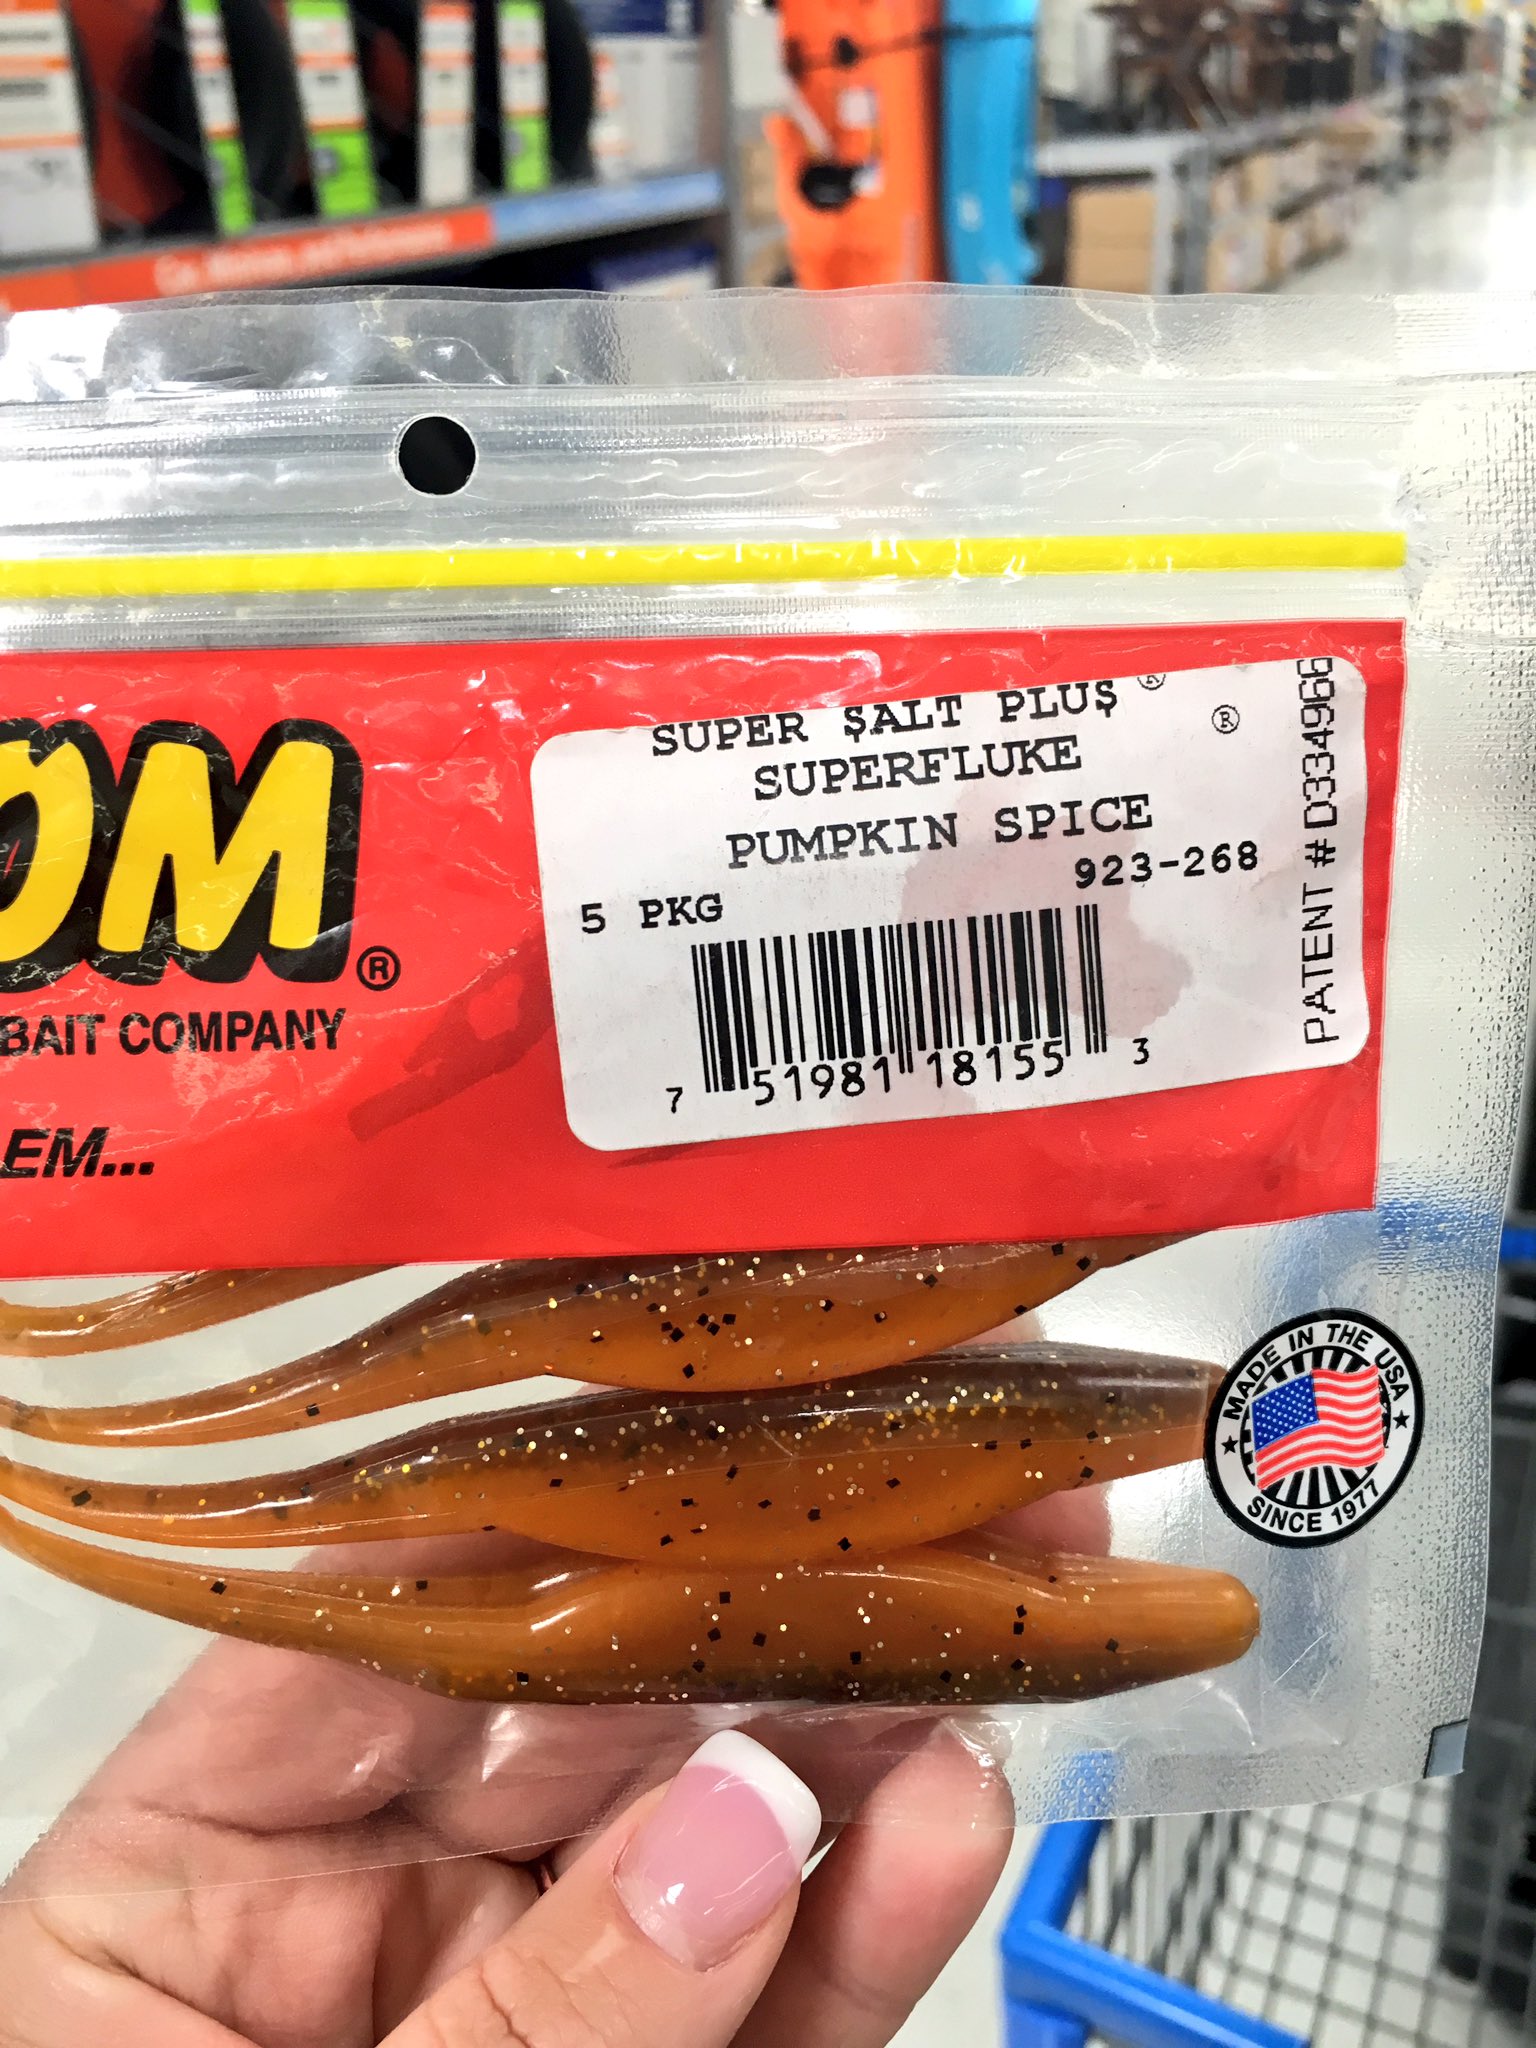 SUPER $ALT PLU$ ®
SUPERFLUKE ®
PUMPKIN SPICE
923-268
5 PKG
7 51981 18155 3
PATENT # D334966
OM®
BAIT COMPANY
EM...
MADE IN THE USA
SINCE 1977